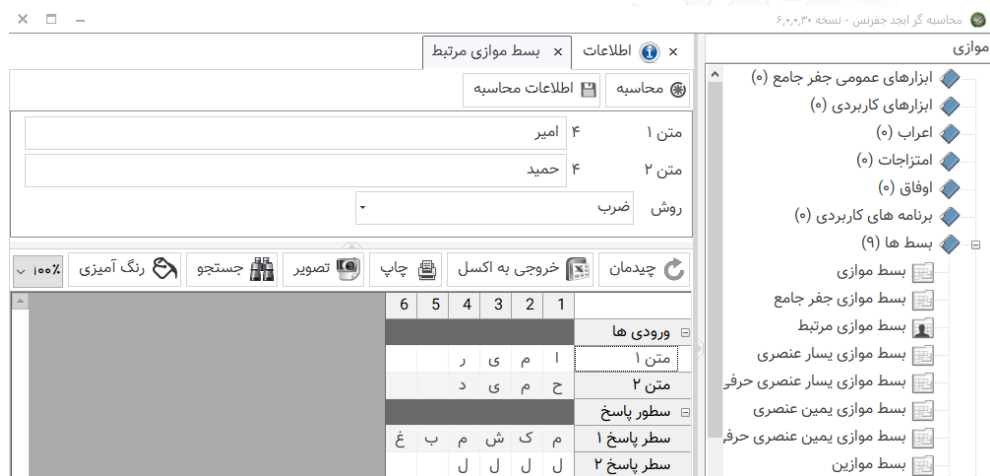 محاسبه گر ابجد جفرنس - نسخه ۶,۰,۰,۳۰
موازی
ابزارهای عمومی جفر جامع (۰)
ابزارهای کاربردی (۰)
اعراب (۰)
امتزاجات (۰)
اوفاق (۰)
برنامه های کاربردی (۰)
بسط ها (۹)
بسط موازی
بسط موازی جفر جامع
بسط موازی مرتبط
بسط موازی یسار عنصری
بسط موازی یسار عنصری حرفی
بسط موازی یمین عنصری
بسط موازی یمین عنصری حرفی
بسط موازین
اطلاعات
بسط موازی مرتبط
محاسبه اطلاعات محاسبه
متن ۱ ۴ امیر
متن ۲ ۴ حمید
روش ضرب
چیدمان خروجی به اکسل چاپ تصویر جستجو رنگ آمیزی ۱۰۰٪
1 2 3 4 5 6
ورودی ها
متن ۱ ا م ی ر
متن ۲ ح م ی د
سطور پاسخ
سطر پاسخ ۱ م ک ش م ب غ
سطر پاسخ ۲ ل ل ل ل